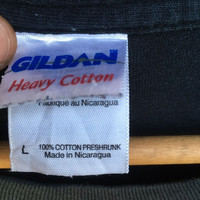 GILDAN
Heavy Cotton
Fabriqué au Nicaragua
L
100% COTTON PRESHRUNK
Made in Nicaragua